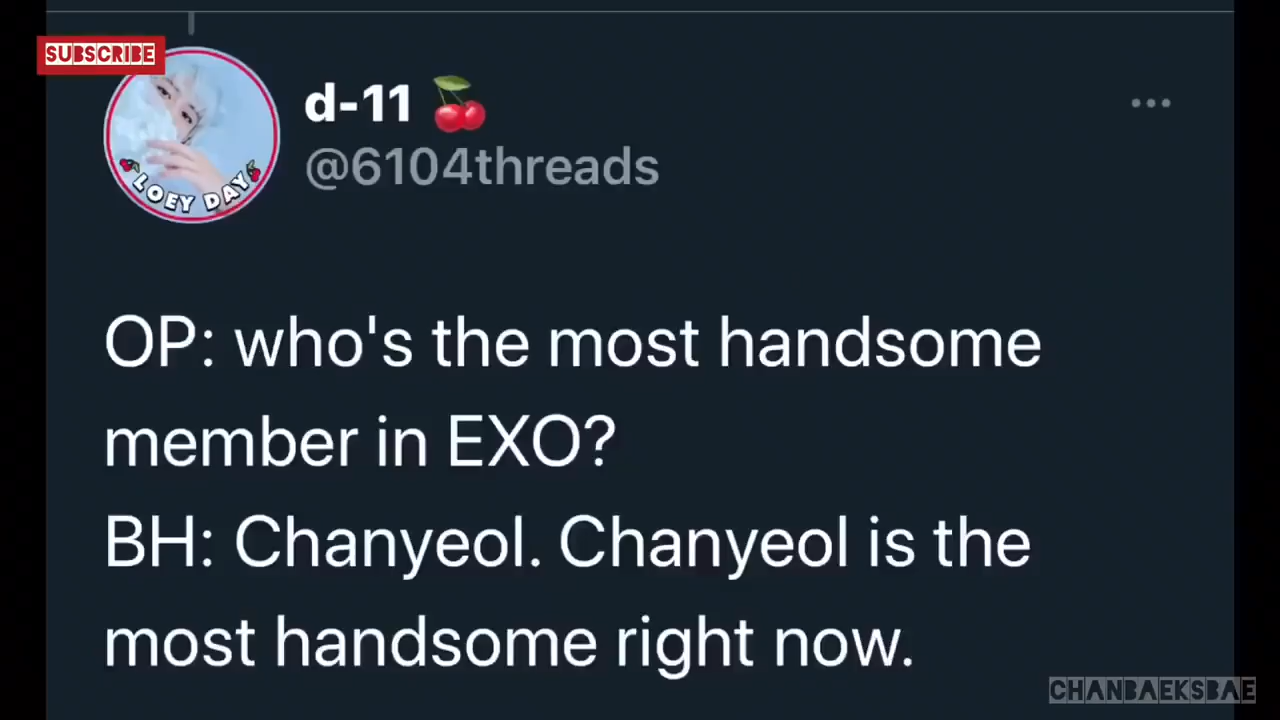 SUBSCRIBE
d-11 🍒
@6104threads
LOEY DAY
OP: who's the most handsome
member in EXO?
BH: Chanyeol. Chanyeol is the
most handsome right now.
CHANBAEKSBAE